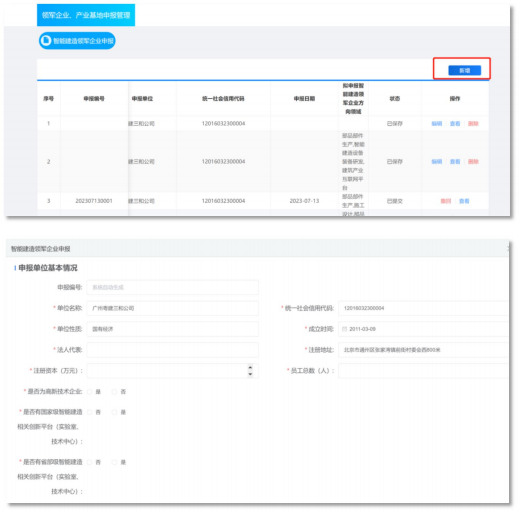 领军企业、产业基地申报管理
智能建造领军企业申报
新增
序号 申报编号 申报单位 统一社会信用代码 申报日期 拟申报智能建造领军企业方向领域 状态 操作
1 建三和公司 12016032300004 已保存 编辑 查看 删除
2 建三和公司 12016032300004 部品部件生产,智能建造设备装备研发,建筑产业互联网平台 已保存 编辑 查看 删除
3 202307130001 建三和公司 12016032300004 2023-07-13 部品部件生产,施工 已提交 撤回 查看
智能建造领军企业申报
申报单位基本情况
申报编号: 系统自动生成
* 单位名称: 广州南建三和公司 * 统一社会信用代码: 12016032300004
* 单位性质: 国有经济 * 成立时间: 2011-03-09
* 法人代表: * 注册地址: 北京市通州区张家湾镇
* 注册资本（万元）: * 员工总数（人）:
* 是否为高新技术企业: 是 否
* 是否有国家级智能建造 否 是
相关创新平台（实验室、
技术中心）:
* 是否有省部级智能建造 否 是
相关创新平台（实验室、
技术中心）: